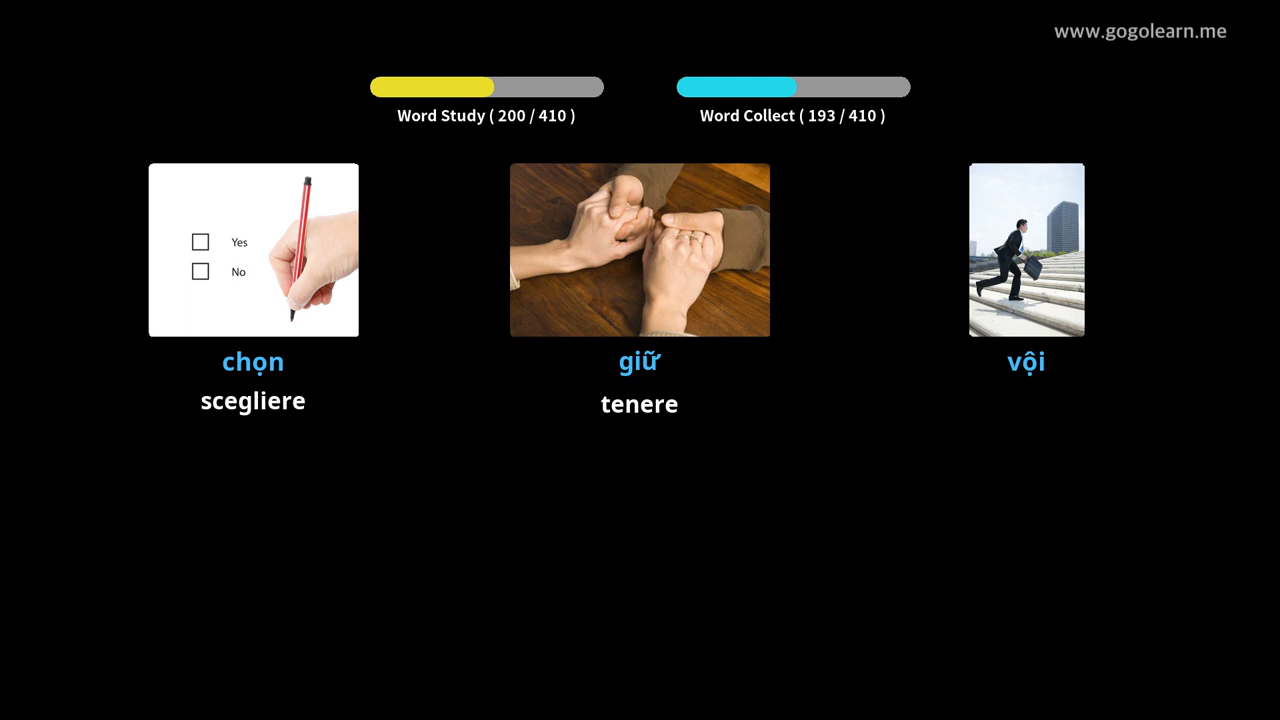 www.gogolearn.me
Word Study ( 200 / 410 )
Word Collect ( 193 / 410 )
Yes
No
chọn
giữ
vội
scegliere
tenere